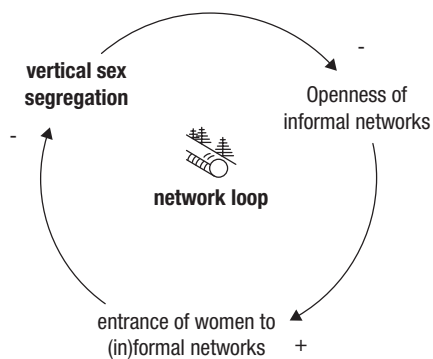 -
vertical sex
segregation
Openness of
informal networks
-
network loop
entrance of women to
(in)formal networks +